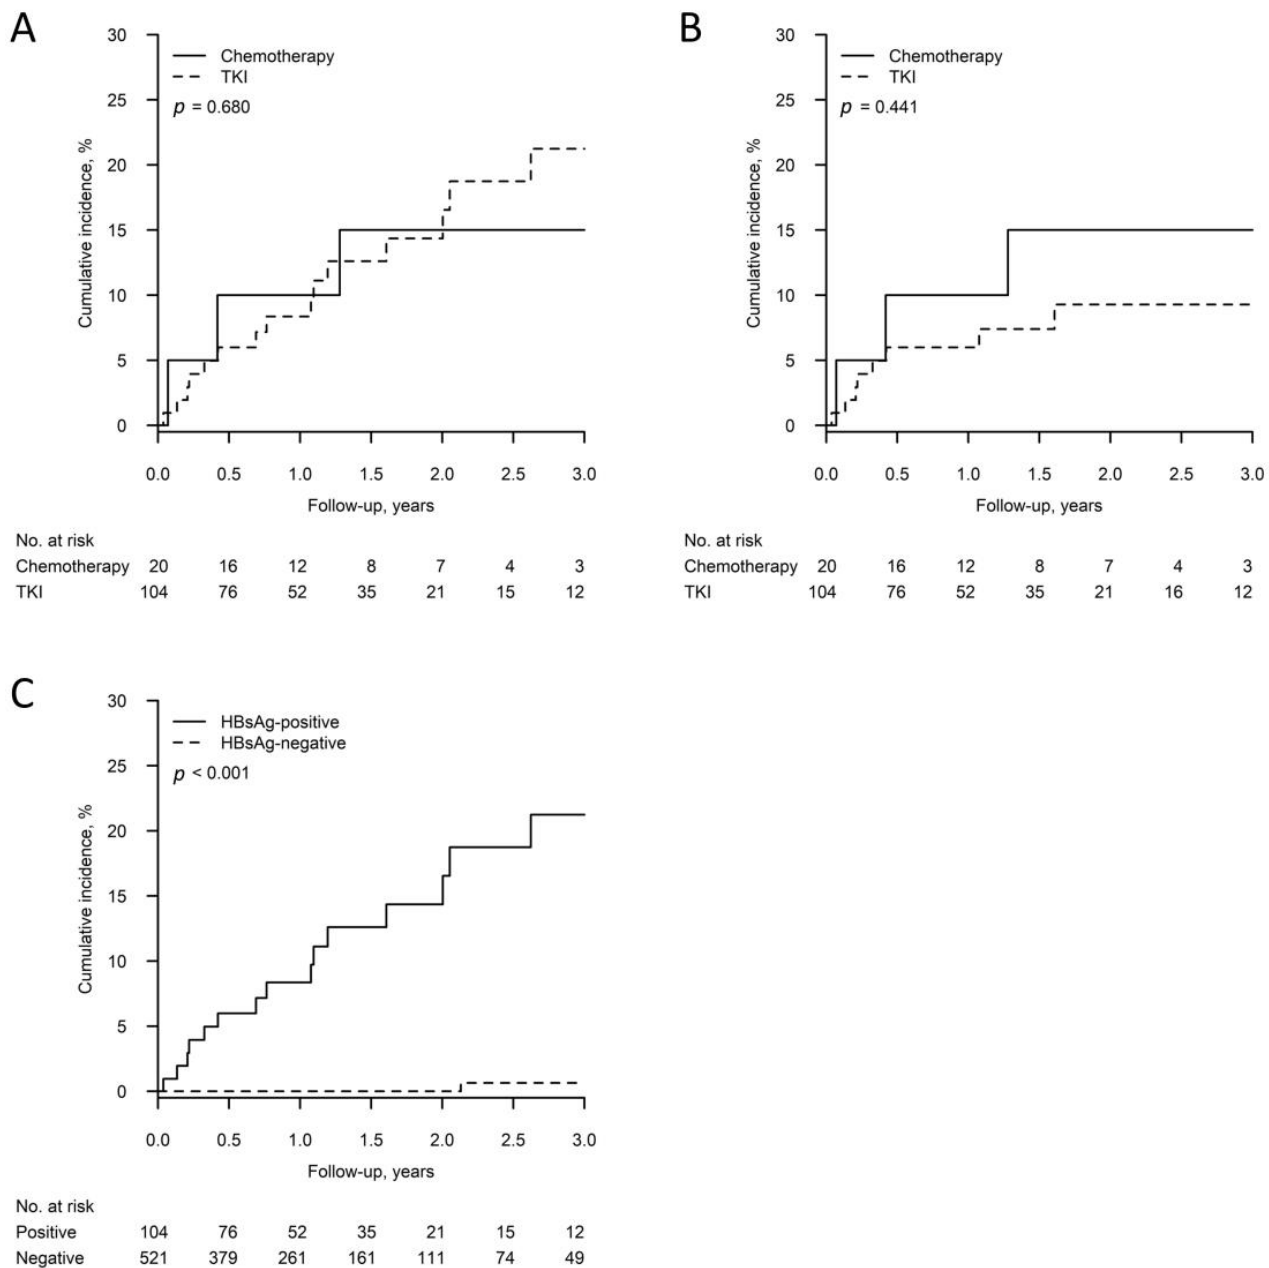 A
30
25
20
15
10
5
0
Cumulative incidence, %
Chemotherapy
TKI
p = 0.680
0.0 0.5 1.0 1.5 2.0 2.5 3.0
Follow-up, years
No. at risk
Chemotherapy 20 16 12 8 7 4 3
TKI 104 76 52 35 21 15 12
B
30
25
20
15
10
5
0
Cumulative incidence, %
Chemotherapy
TKI
p = 0.441
0.0 0.5 1.0 1.5 2.0 2.5 3.0
Follow-up, years
No. at risk
Chemotherapy 20 16 12 8 7 4 3
TKI 104 76 52 35 21 16 12
C
30
25
20
15
10
5
0
Cumulative incidence, %
HBsAg-positive
HBsAg-negative
p < 0.001
0.0 0.5 1.0 1.5 2.0 2.5 3.0
Follow-up, years
No. at risk
Positive 104 76 52 35 21 15 12
Negative 521 379 261 161 111 74 49